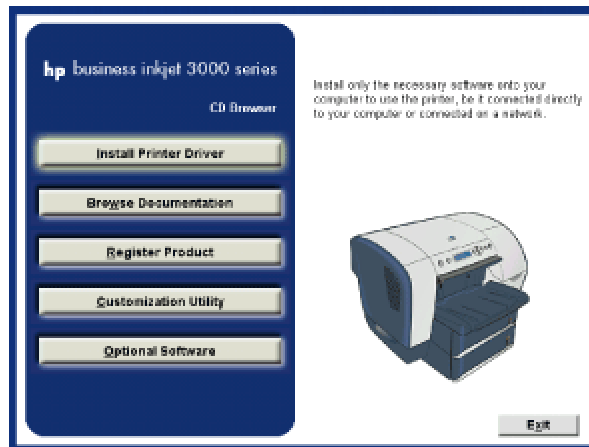 hp business inkjet 3000 series
CD Browser
Install Printer Driver
Browse Documentation
Register Product
Customization Utility
Optional Software
Install only the necessary software onto your
computer to use the printer, be it connected directly
to your computer or connected on a network.
Exit